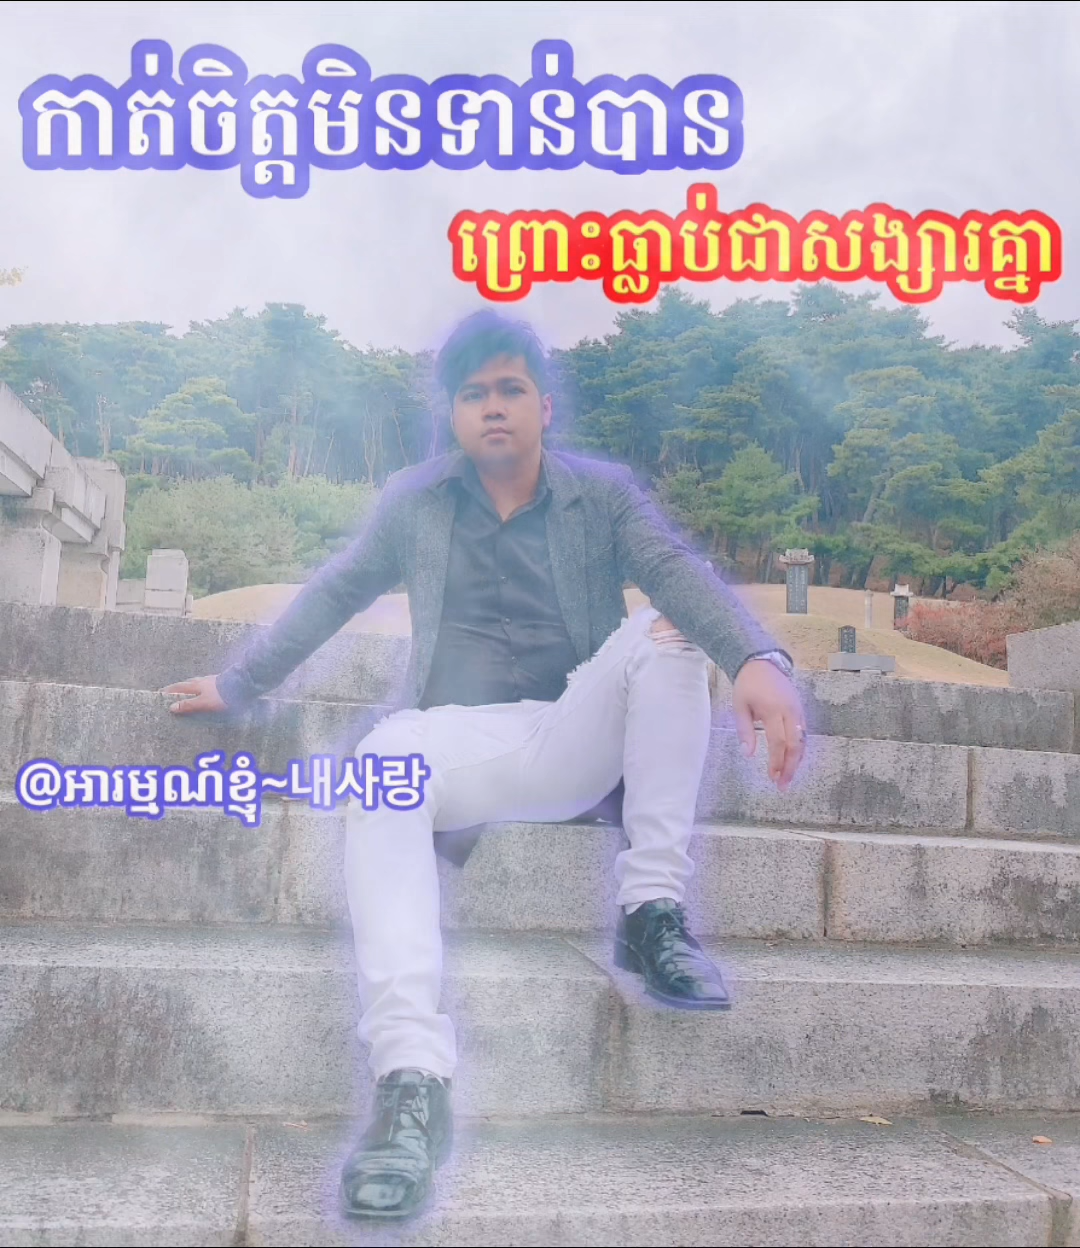 កាត់ចិត្តមិនទាន់បាន
ព្រោះធ្លាប់ជាសង្សារគ្នា
@អារម្មណ៍ខ្ញុំ~내사랑